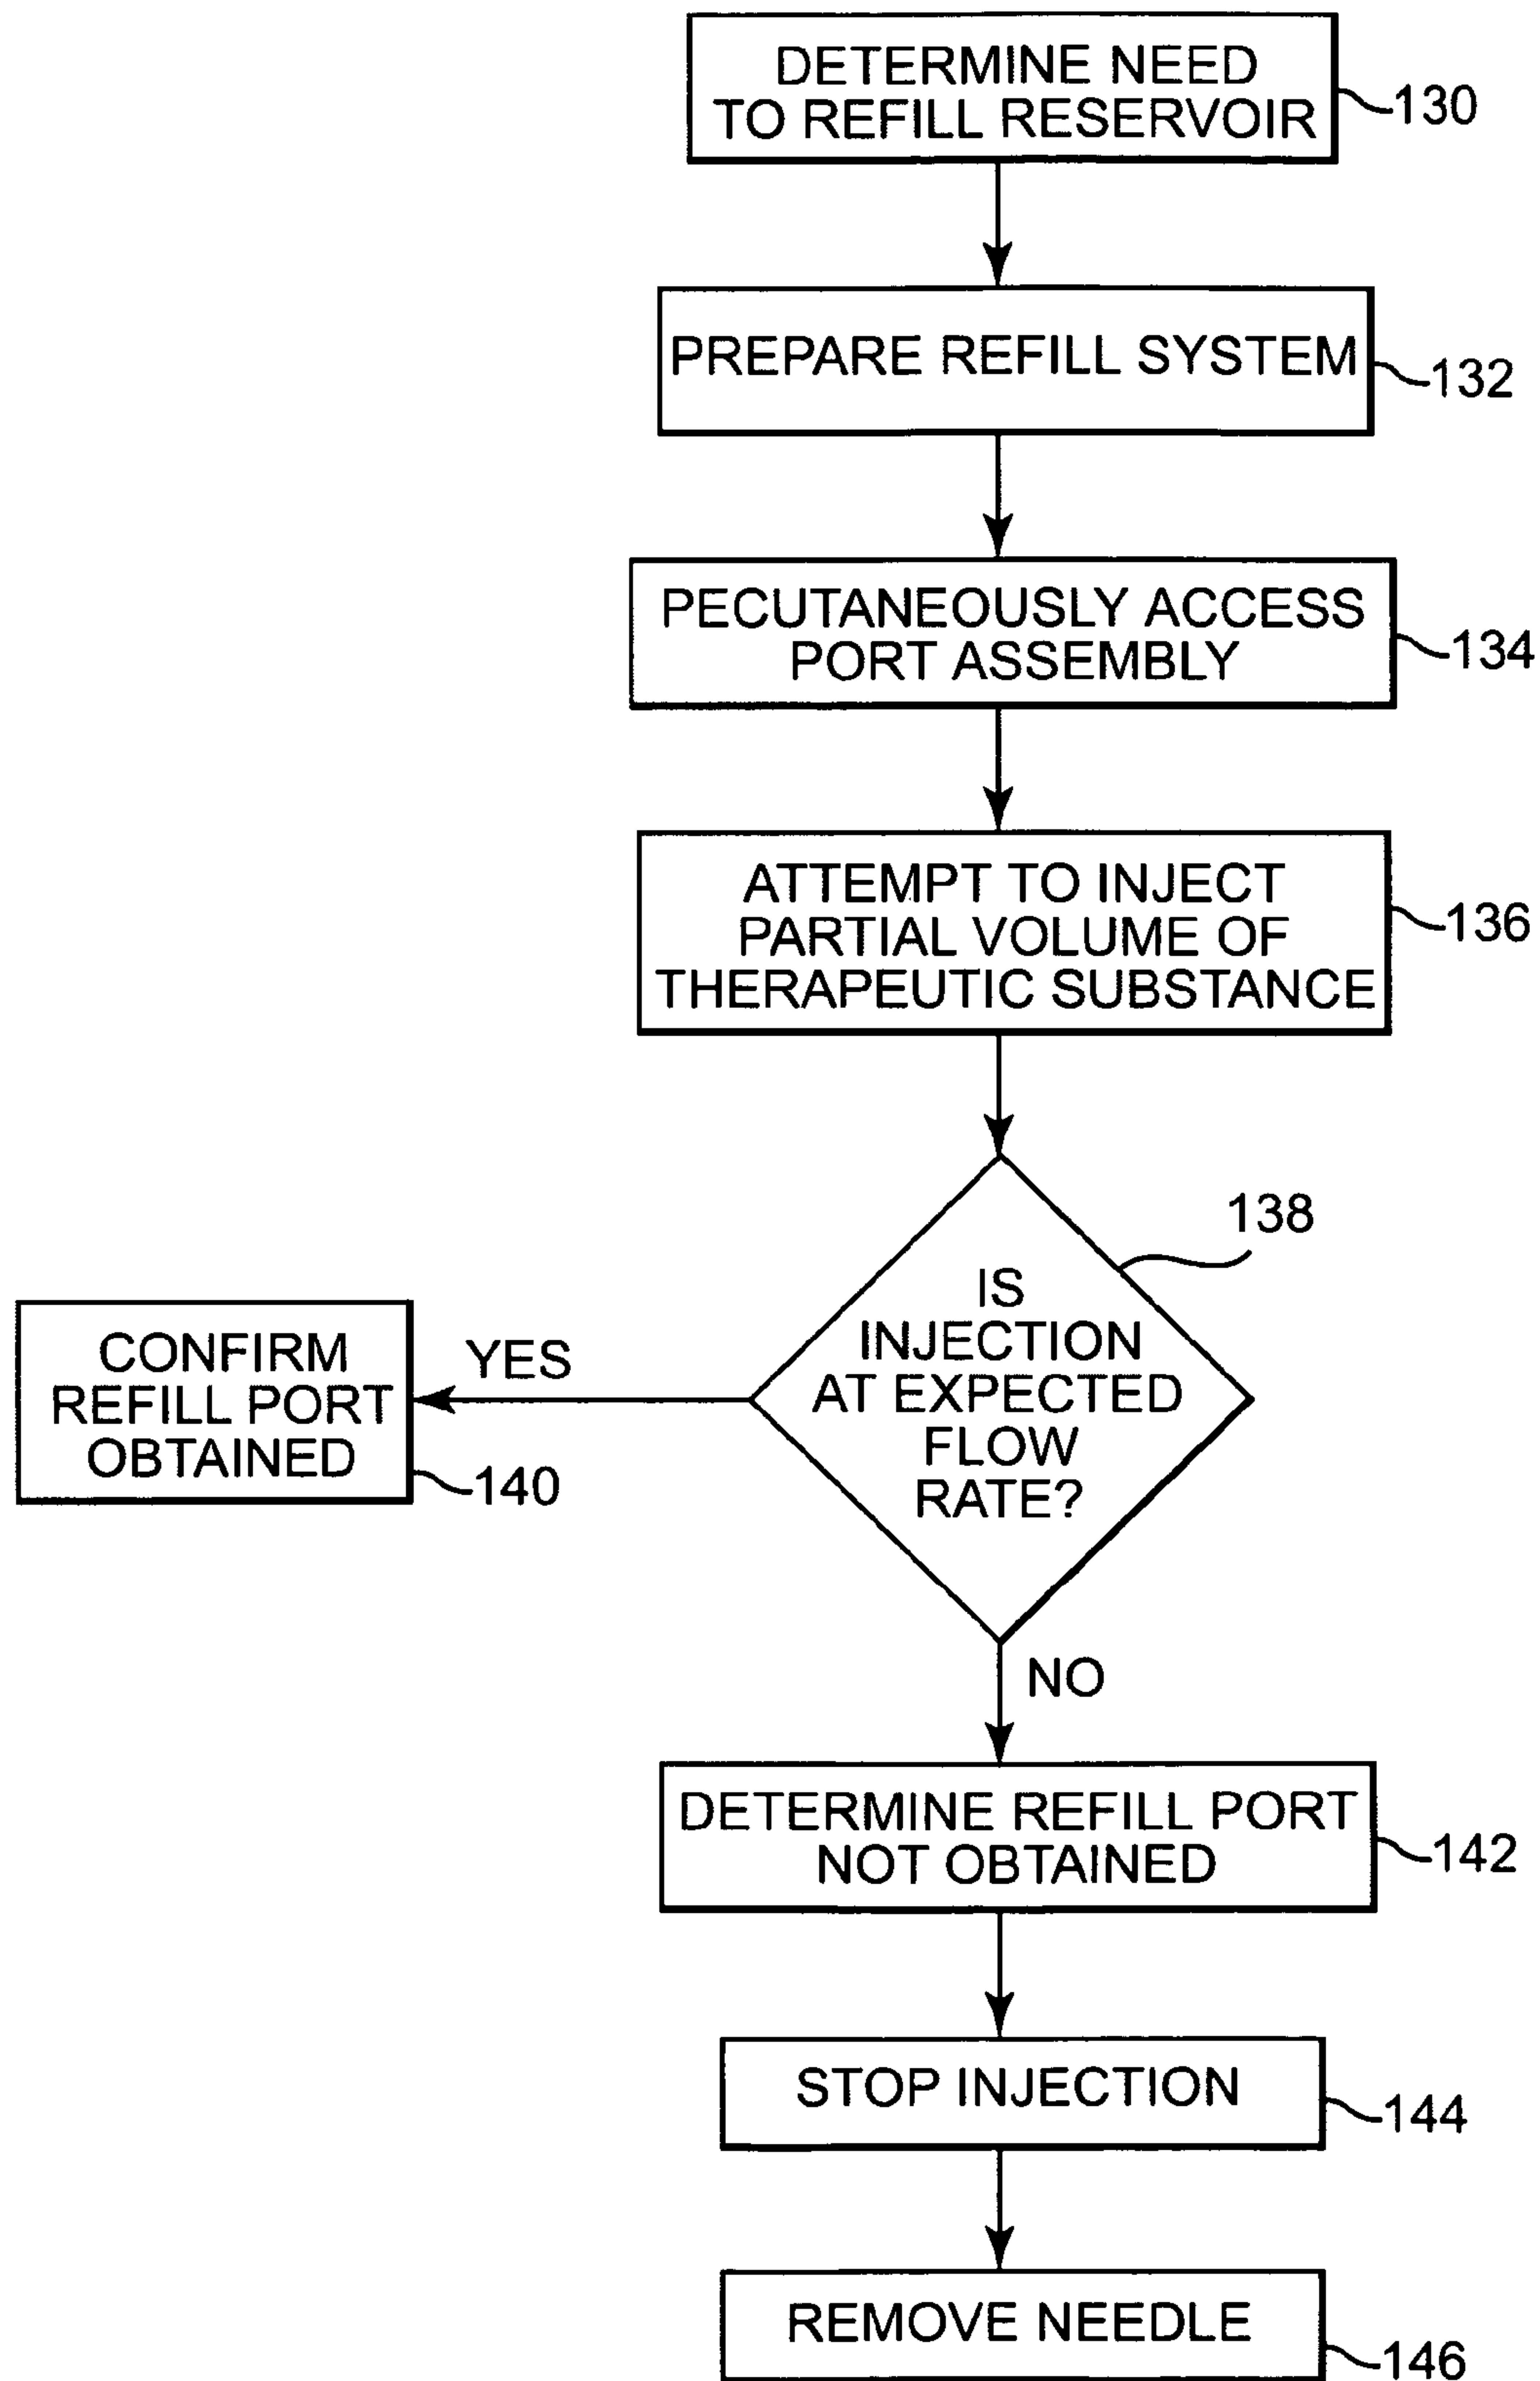 DETERMINE NEED
TO REFILL RESERVOIR
130
PREPARE REFILL SYSTEM
132
PECUTANEOUSLY ACCESS
PORT ASSEMBLY
134
ATTEMPT TO INJECT
PARTIAL VOLUME OF
THERAPEUTIC SUBSTANCE
136
138
IS
INJECTION
AT EXPECTED
FLOW
RATE?
YES
CONFIRM
REFILL PORT
OBTAINED
140
NO
DETERMINE REFILL PORT
NOT OBTAINED
142
STOP INJECTION
144
REMOVE NEEDLE
146